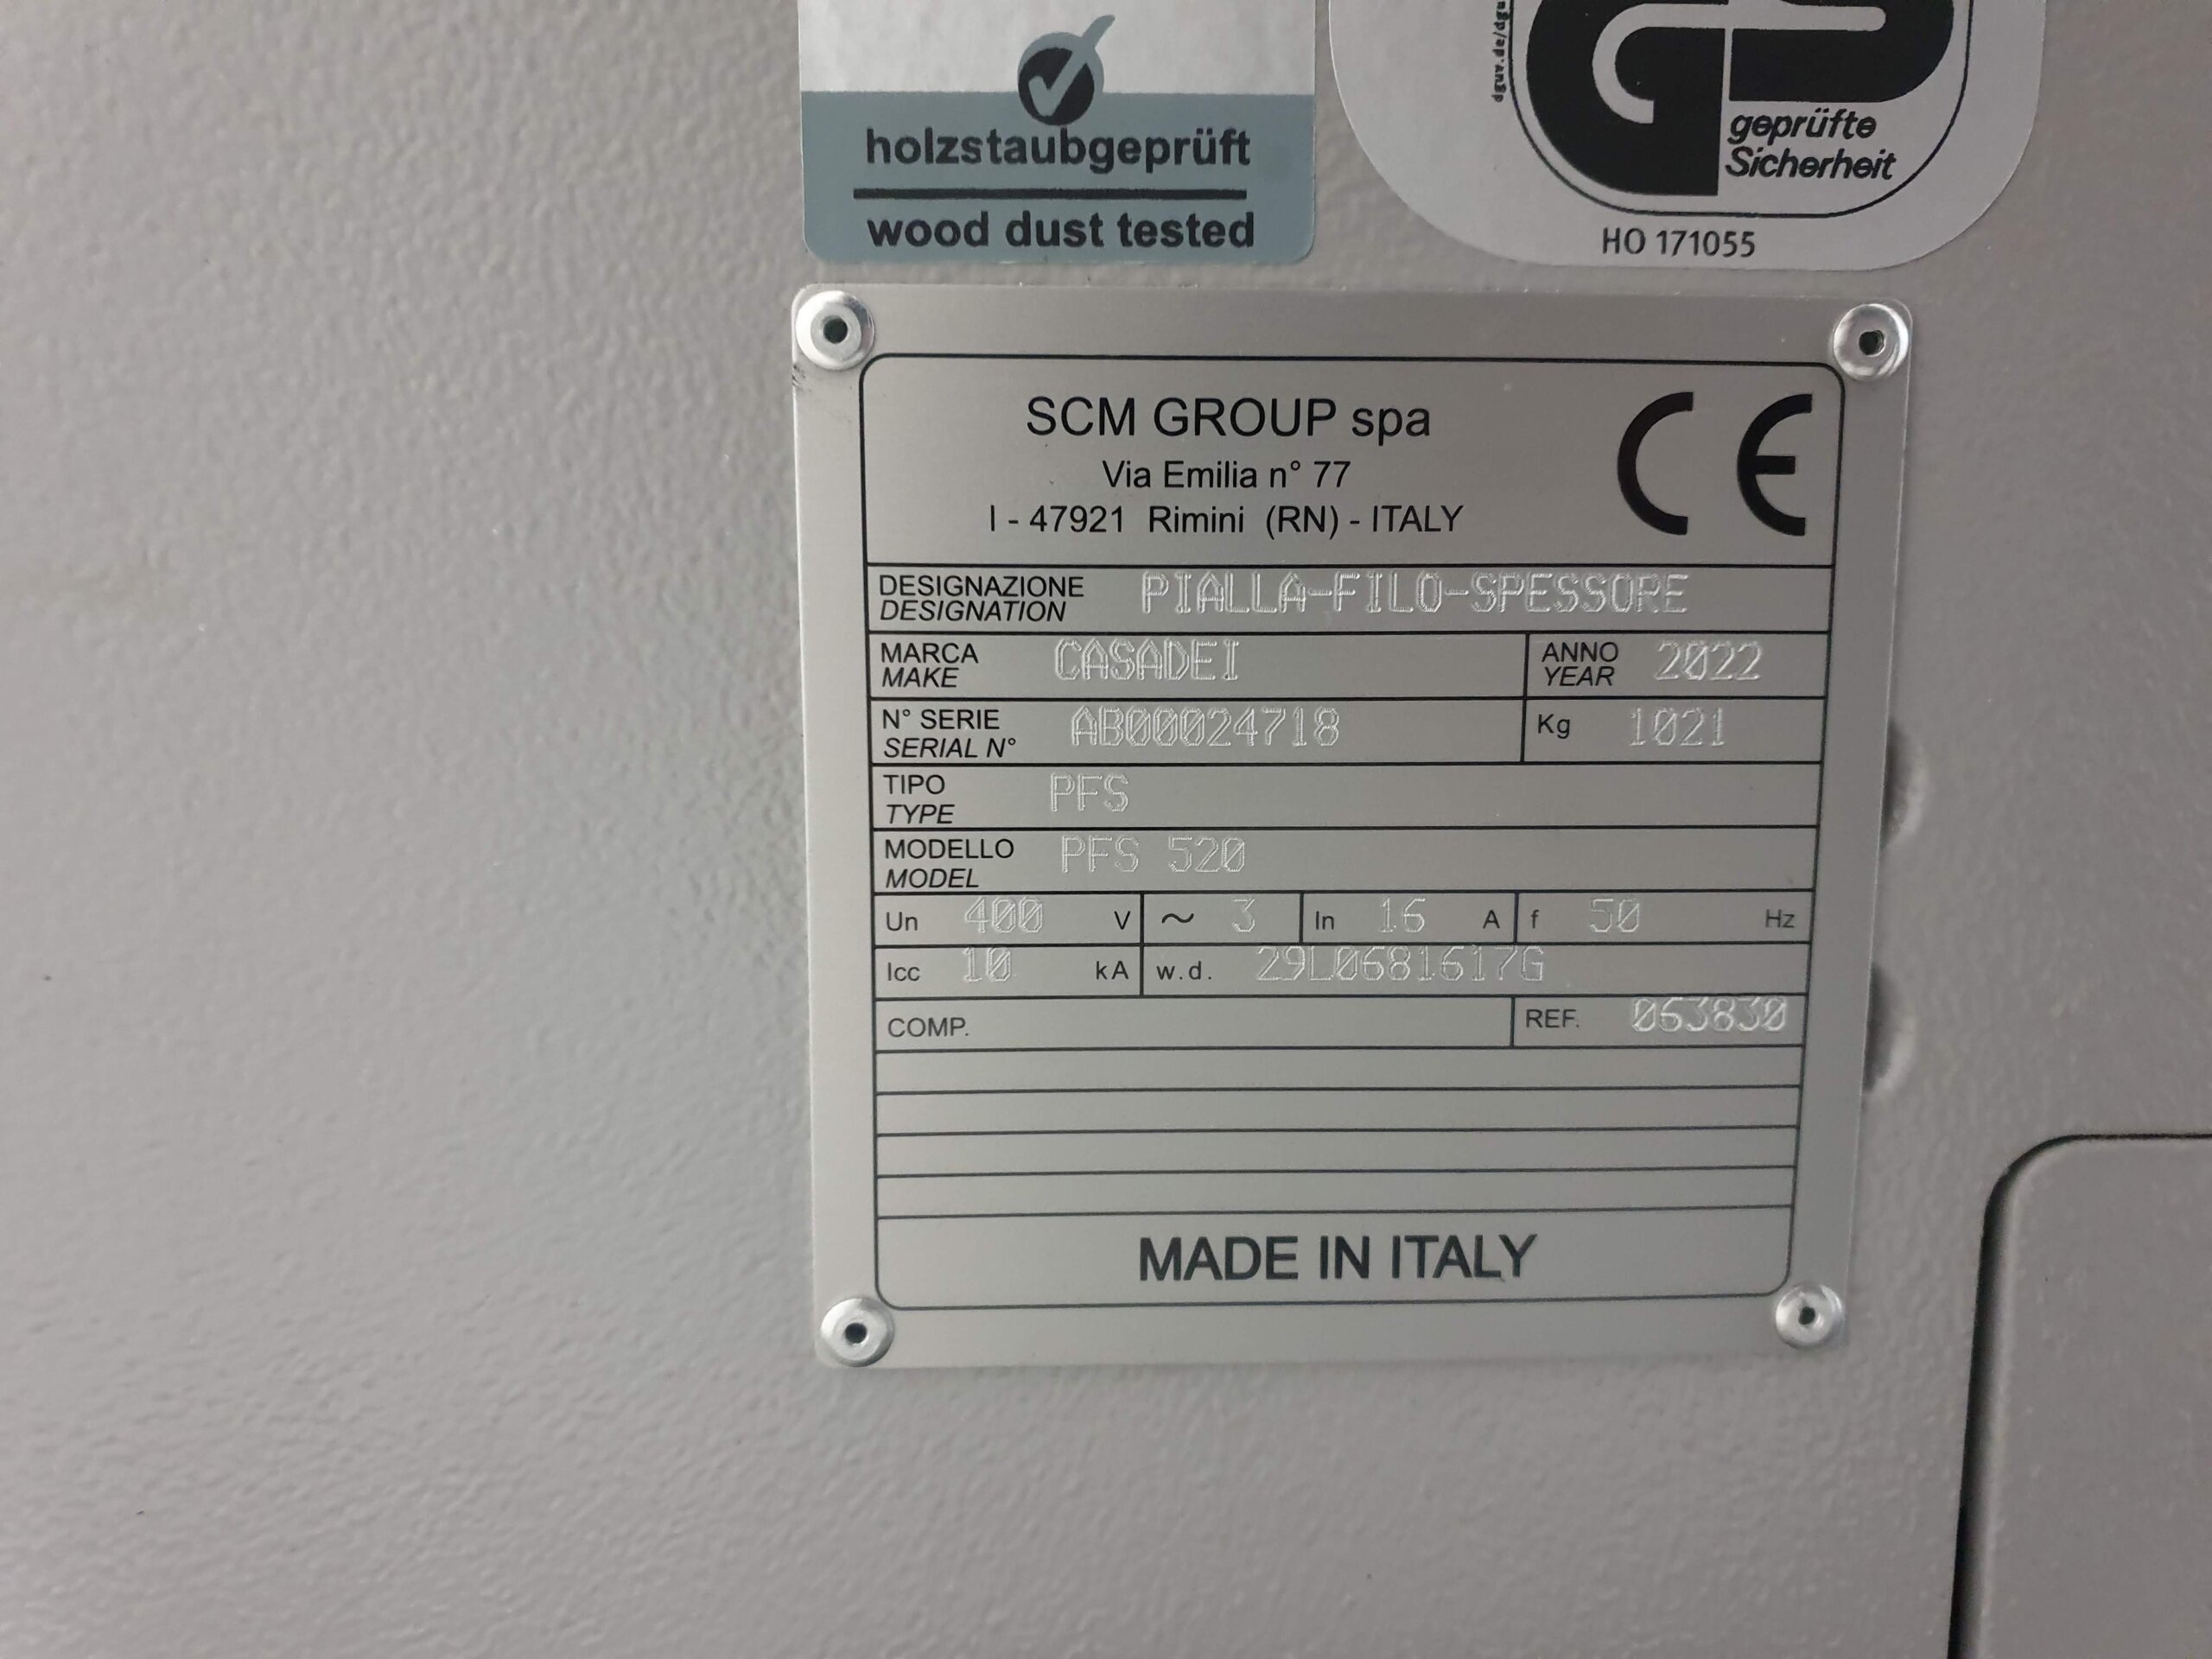 holzstaubgeprüft
wood dust tested
geprüfte
Sicherheit
HO 171055
SCM GROUP spa
Via Emilia n° 77
I - 47921 Rimini (RN) - ITALY
CE
DESIGNAZIONE
DESIGNATION
PIALLA-FILO-SPESSORE
MARCA
MAKE
CASADEI
ANNO
YEAR
2022
N° SERIE
SERIAL N°
AB00024718
Kg 1021
TIPO
TYPE
PFS
MODELLO
MODEL
PFS 520
Un 400 V ~ 3 In 16 A f 50 Hz
Icc 10 kA w.d. 29L0681617G
COMP. REF. 063830
MADE IN ITALY